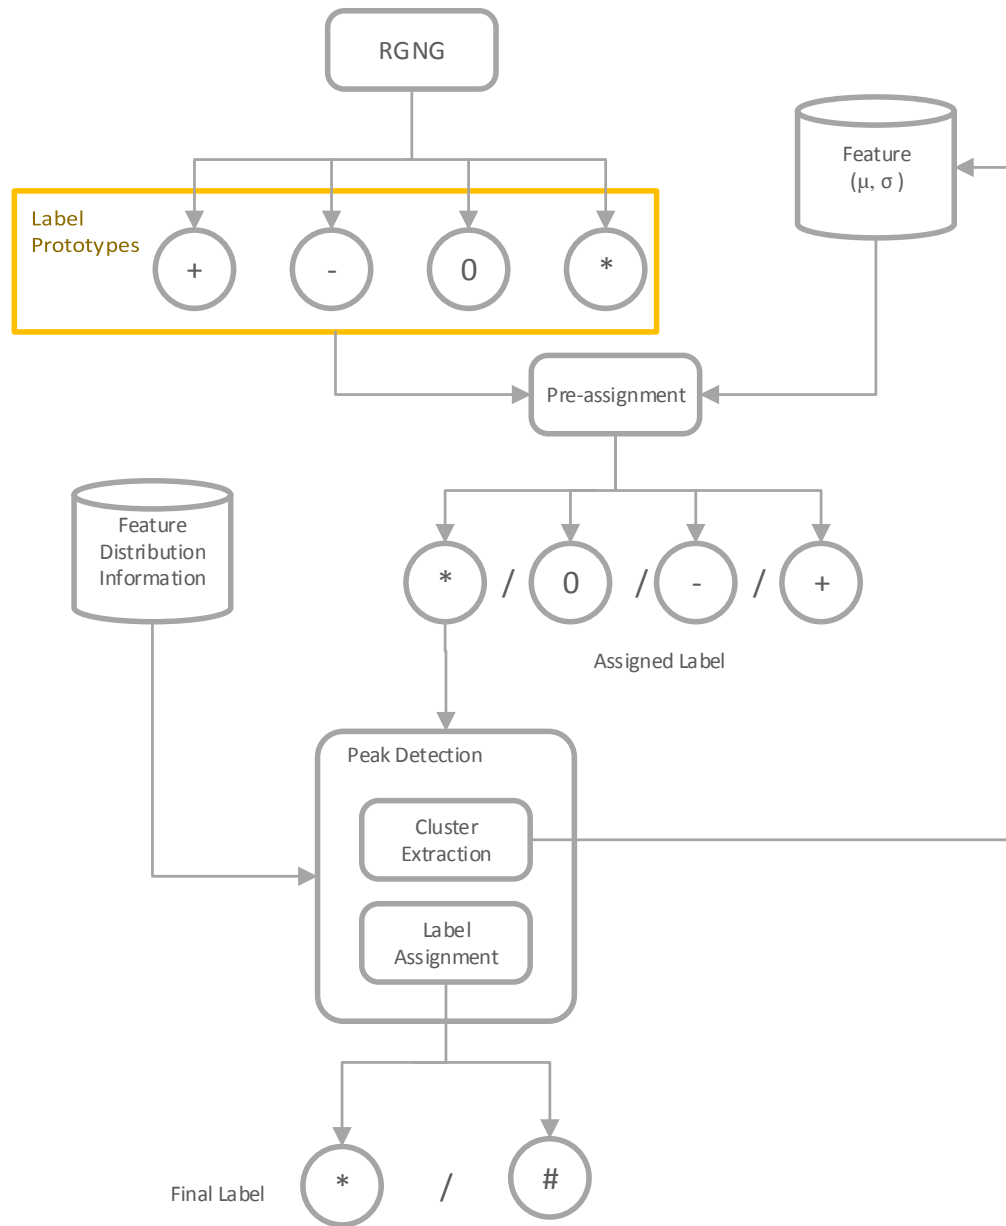 RGNG
Feature
(μ, σ )
Label
Prototypes
+ - 0 *
Pre-assignment
Feature
Distribution
Information
* / 0 / - / +
Assigned Label
Peak Detection
Cluster
Extraction
Label
Assignment
Final Label * / #